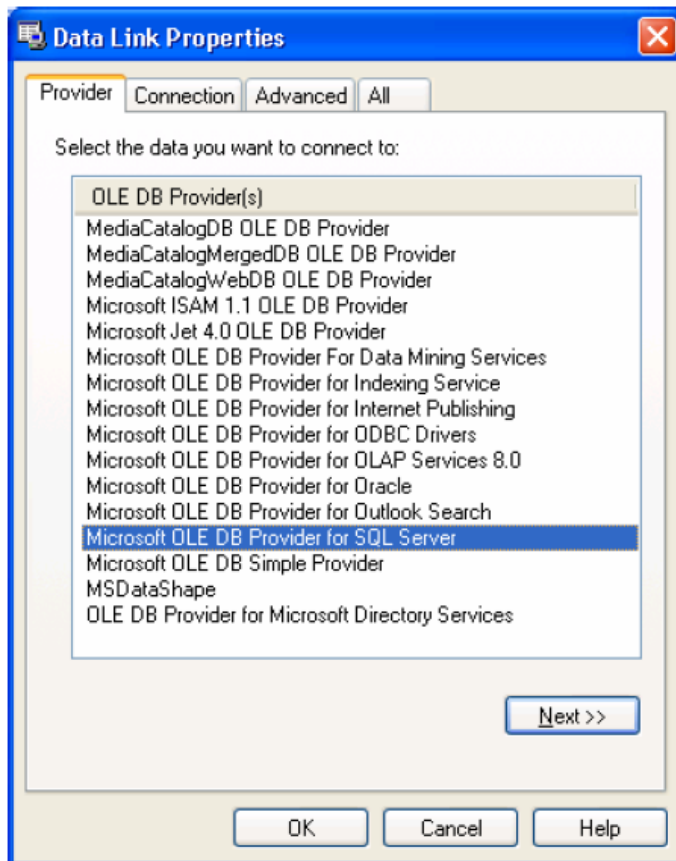 Data Link Properties
Provider Connection Advanced All
Select the data you want to connect to:
OLE DB Provider(s)
MediaCatalogDB OLE DB Provider
MediaCatalogMergedDB OLE DB Provider
MediaCatalogWebDB OLE DB Provider
Microsoft ISAM 1.1 OLE DB Provider
Microsoft Jet 4.0 OLE DB Provider
Microsoft OLE DB Provider For Data Mining Services
Microsoft OLE DB Provider for Indexing Service
Microsoft OLE DB Provider for Internet Publishing
Microsoft OLE DB Provider for ODBC Drivers
Microsoft OLE DB Provider for OLAP Services 8.0
Microsoft OLE DB Provider for Oracle
Microsoft OLE DB Provider for Outlook Search
Microsoft OLE DB Provider for SQL Server
Microsoft OLE DB Simple Provider
MSDataShape
OLE DB Provider for Microsoft Directory Services
Next >>
OK Cancel Help